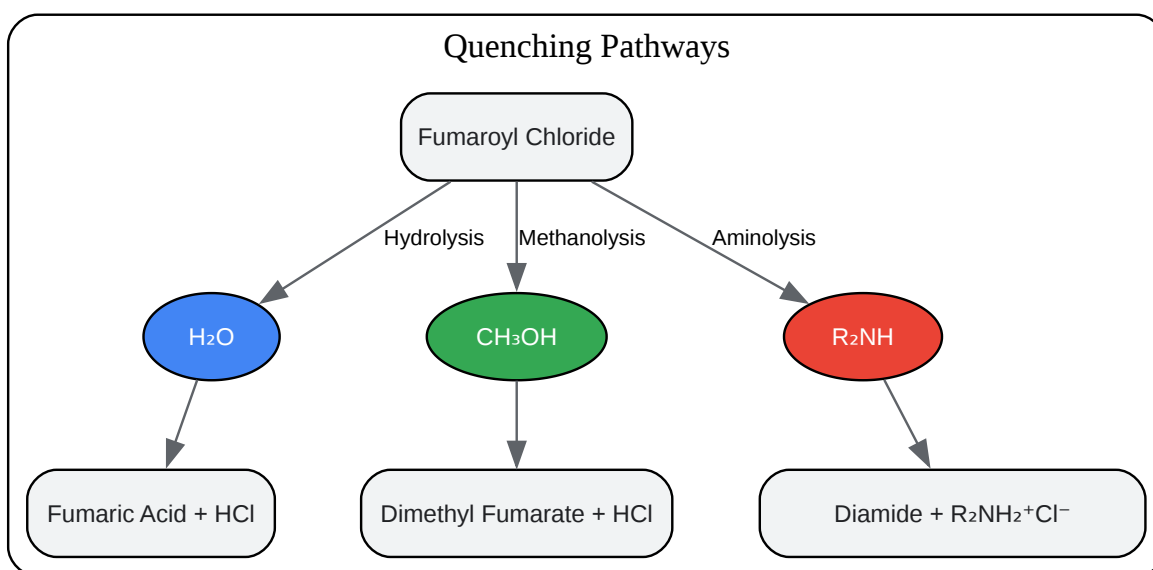 Quenching Pathways
Fumaroyl Chloride
Hydrolysis
Methanolysis
Aminolysis
H₂O
CH₃OH
R₂NH
Fumaric Acid + HCl
Dimethyl Fumarate + HCl
Diamide + R₂NH₂⁺Cl⁻